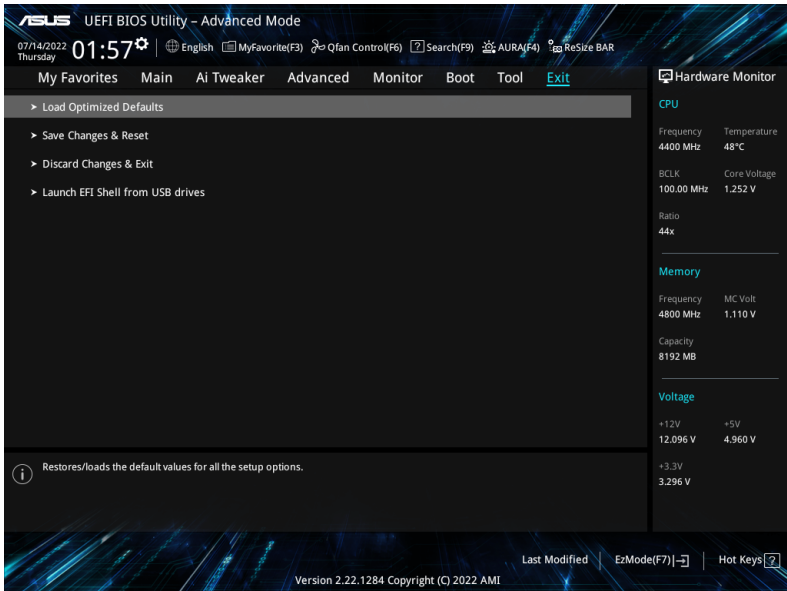 ASUS UEFI BIOS Utility – Advanced Mode
07/14/2022
Thursday
01:57
English MyFavorite(F3) Qfan Control(F6) ? Search(F9) AURA(F4) ReSize BAR
My Favorites Main Ai Tweaker Advanced Monitor Boot Tool Exit
Load Optimized Defaults
Save Changes & Reset
Discard Changes & Exit
Launch EFI Shell from USB drives
Restores/loads the default values for all the setup options.
Hardware Monitor
CPU
Frequency Temperature
4400 MHz 48°C
BCLK Core Voltage
100.00 MHz 1.252 V
Ratio
44x
Memory
Frequency MC Volt
4800 MHz 1.110 V
Capacity
8192 MB
Voltage
+12V +5V
12.096 V 4.960 V
+3.3V
3.296 V
Last Modified EzMode(F7) Hot Keys ?
Version 2.22.1284 Copyright (C) 2022 AMI